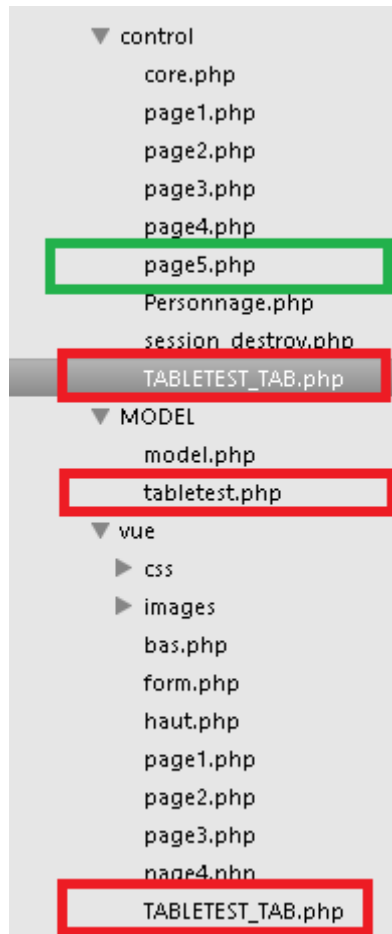 control
core.php
page1.php
page2.php
page3.php
page4.php
page5.php
Personnage.php
session_destroy.php
TABLETEST_TAB.php
MODEL
model.php
tabletest.php
vue
css
images
bas.php
form.php
haut.php
page1.php
page2.php
page3.php
page4.php
TABLETEST_TAB.php